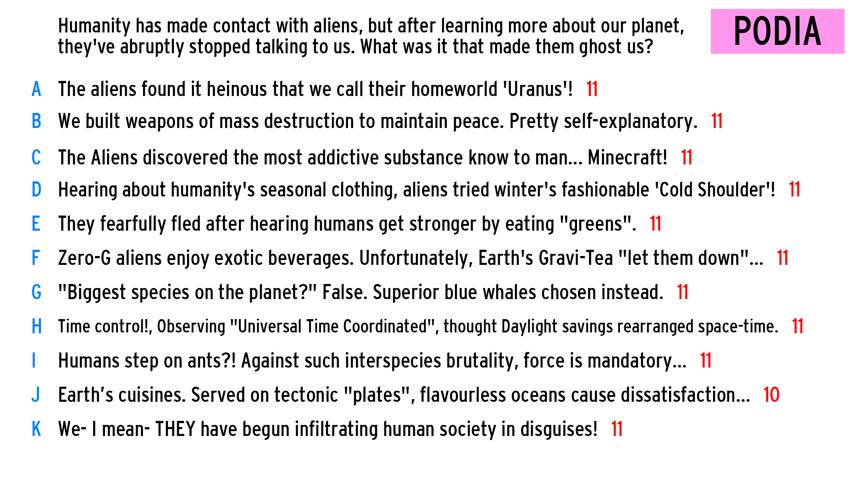 Humanity has made contact with aliens, but after learning more about our planet,
they've abruptly stopped talking to us. What was it that made them ghost us?
PODIA
A The aliens found it heinous that we call their homeworld 'Uranus'! 11
B We built weapons of mass destruction to maintain peace. Pretty self-explanatory. 11
C The Aliens discovered the most addictive substance know to man... Minecraft! 11
D Hearing about humanity's seasonal clothing, aliens tried winter's fashionable 'Cold Shoulder'! 11
E They fearfully fled after hearing humans get stronger by eating "greens". 11
F Zero-G aliens enjoy exotic beverages. Unfortunately, Earth's Gravi-Tea "let them down"... 11
G "Biggest species on the planet?" False. Superior blue whales chosen instead. 11
H Time control!, Observing "Universal Time Coordinated", thought Daylight savings rearranged space-time. 11
I Humans step on ants?! Against such interspecies brutality, force is mandatory... 11
J Earth’s cuisines. Served on tectonic "plates", flavourless oceans cause dissatisfaction... 10
K We- I mean- THEY have begun infiltrating human society in disguises! 11